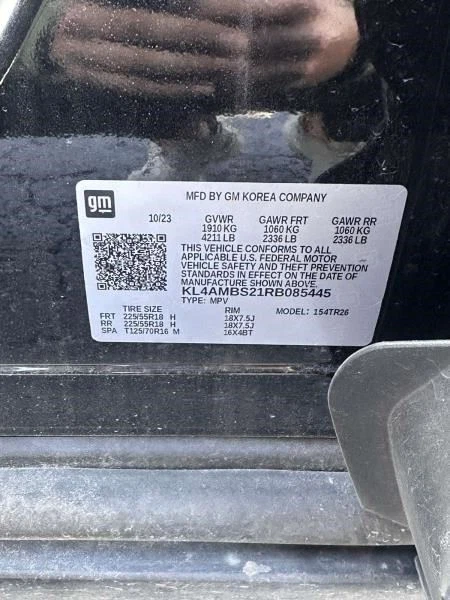 gm
MFD BY GM KOREA COMPANY
10/23 GVWR GAWR FRT GAWR RR
1910 KG 1060 KG 1060 KG
4211 LB 2336 LB 2336 LB
THIS VEHICLE CONFORMS TO ALL
APPLICABLE U.S. FEDERAL MOTOR
VEHICLE SAFETY AND THEFT PREVENTION
STANDARDS IN EFFECT ON THE DATE OF
MANUFACTURE SHOWN ABOVE.
KL4AMBS21RB085445
TYPE: MPV
TIRE SIZE RIM MODEL: 154TR26
FRT 225/55R18 H 18X7.5J
RR 225/55R18 H 18X7.5J
SPA T125/70R16 M 16X4BT